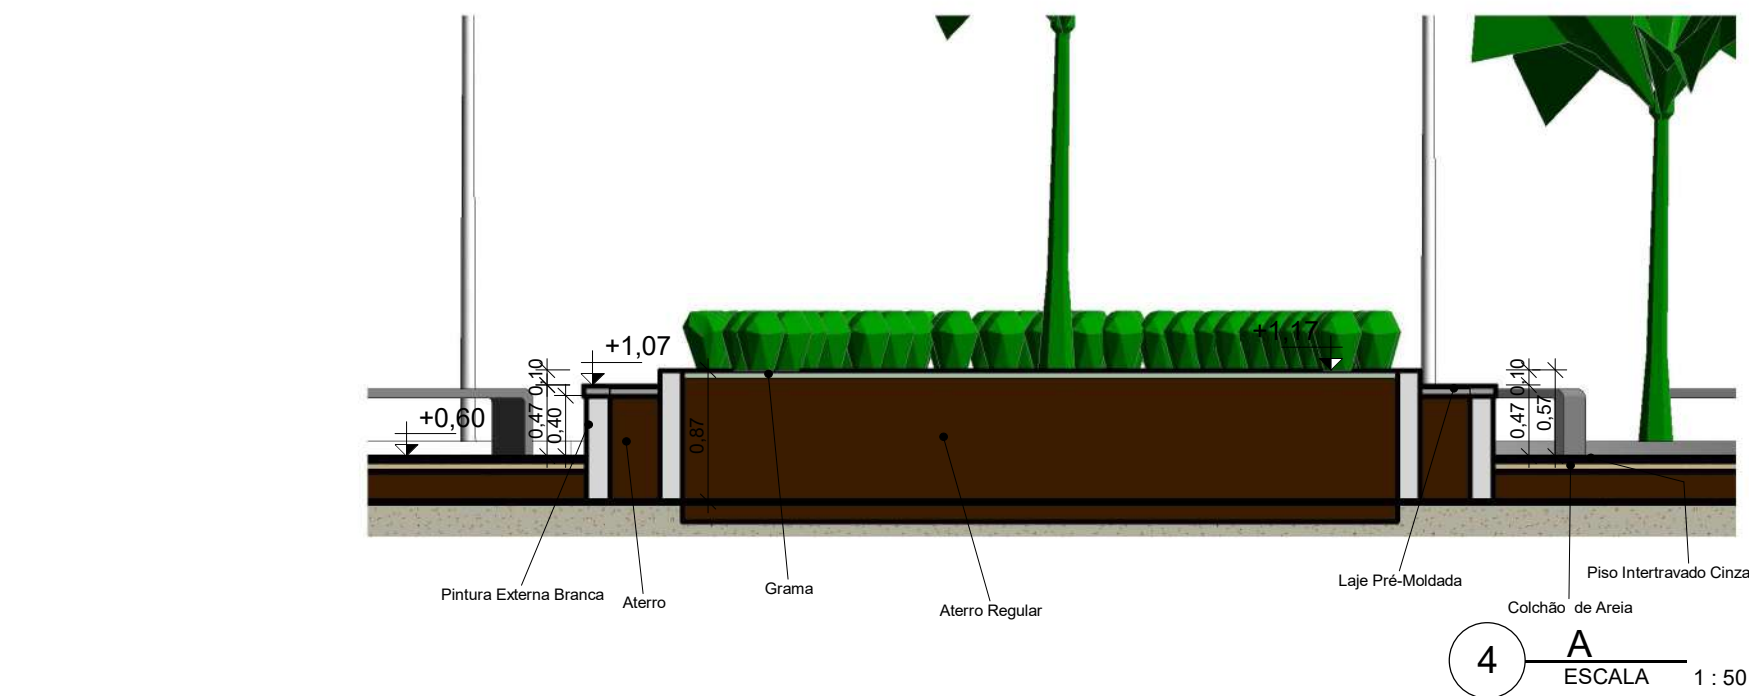 +1,17
+1,07
0,10
0,10
+0,60
0,47
0,40
0,87
0,47
0,57
Pintura Externa Branca
Aterro
Grama
Aterro Regular
Laje Pré-Moldada
Piso Intertravado Cinza
Colchão de Areia
4
A
ESCALA
1 : 50